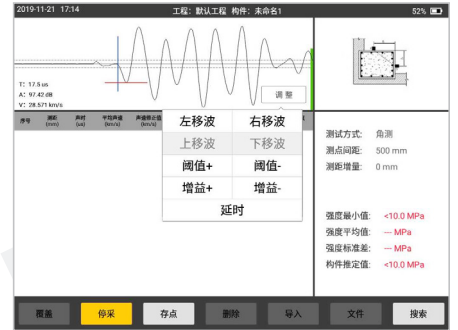 2019-11-21 17:14 工程：默认工程 构件：未命名1 52%
T: 17.5 us
A: 97.42 dB
V: 28.571 km/s
调 整
序号 测距(mm) 声时(us) 平均声速(km/s) 声速修止值
左移波 右移波
上移波 下移波
阈值+ 阈值-
增益+ 增益-
延时
测试方式: 角测
测点间距: 500 mm
测距增量: 0 mm
强度最小值: <10.0 MPa
强度平均值: --- MPa
强度标准差: --- MPa
构件推定值: <10.0 MPa
覆盖 停采 存点 删除 导入 文件 搜索